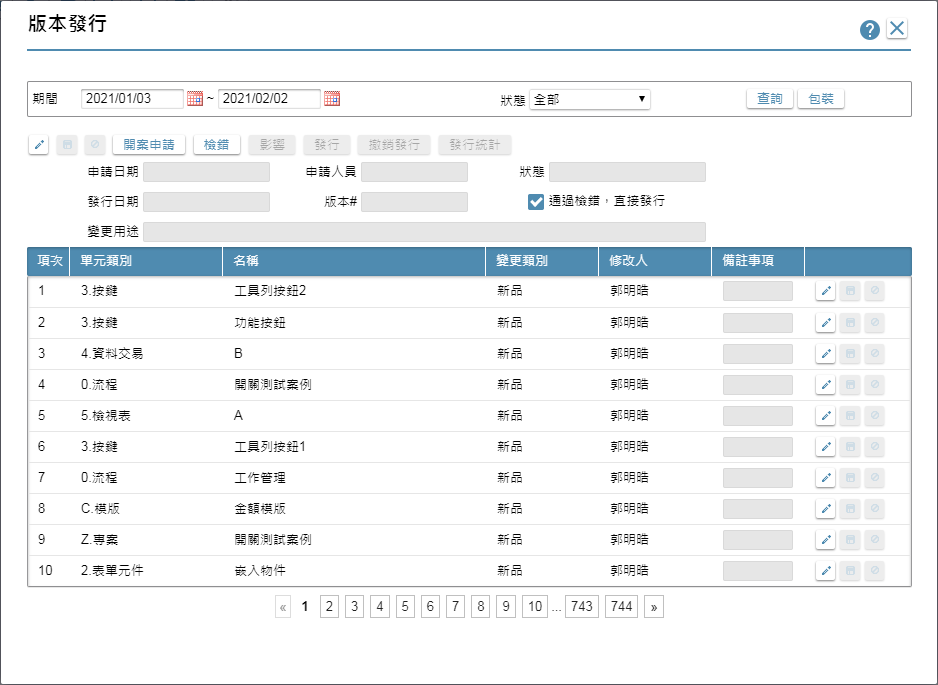 版本發行
?
期間 2021/01/03 ~ 2021/02/02 狀態 全部 查詢 包裝
開案申請 檢錯 影響 發行 撤銷發行 發行統計
申請日期 申請人員 狀態
發行日期 版本# 通過檢錯，直接發行
變更用途
項次 單元類別 名稱 變更類別 修改人 備註事項
1 3.按鍵 工具列按鈕2 新品 郭明晧
2 3.按鍵 功能按鈕 新品 郭明晧
3 4.資料交易 B 新品 郭明晧
4 0.流程 開關測試案例 新品 郭明晧
5 5.檢視表 A 新品 郭明晧
6 3.按鍵 工具列按鈕1 新品 郭明晧
7 0.流程 工作管理 新品 郭明晧
8 C.模版 金額模版 新品 郭明晧
9 Z.專案 開關測試案例 新品 郭明晧
10 2.表單元件 嵌入物件 新品 郭明晧
« 1 2 3 4 5 6 7 8 9 10 ... 743 744 »